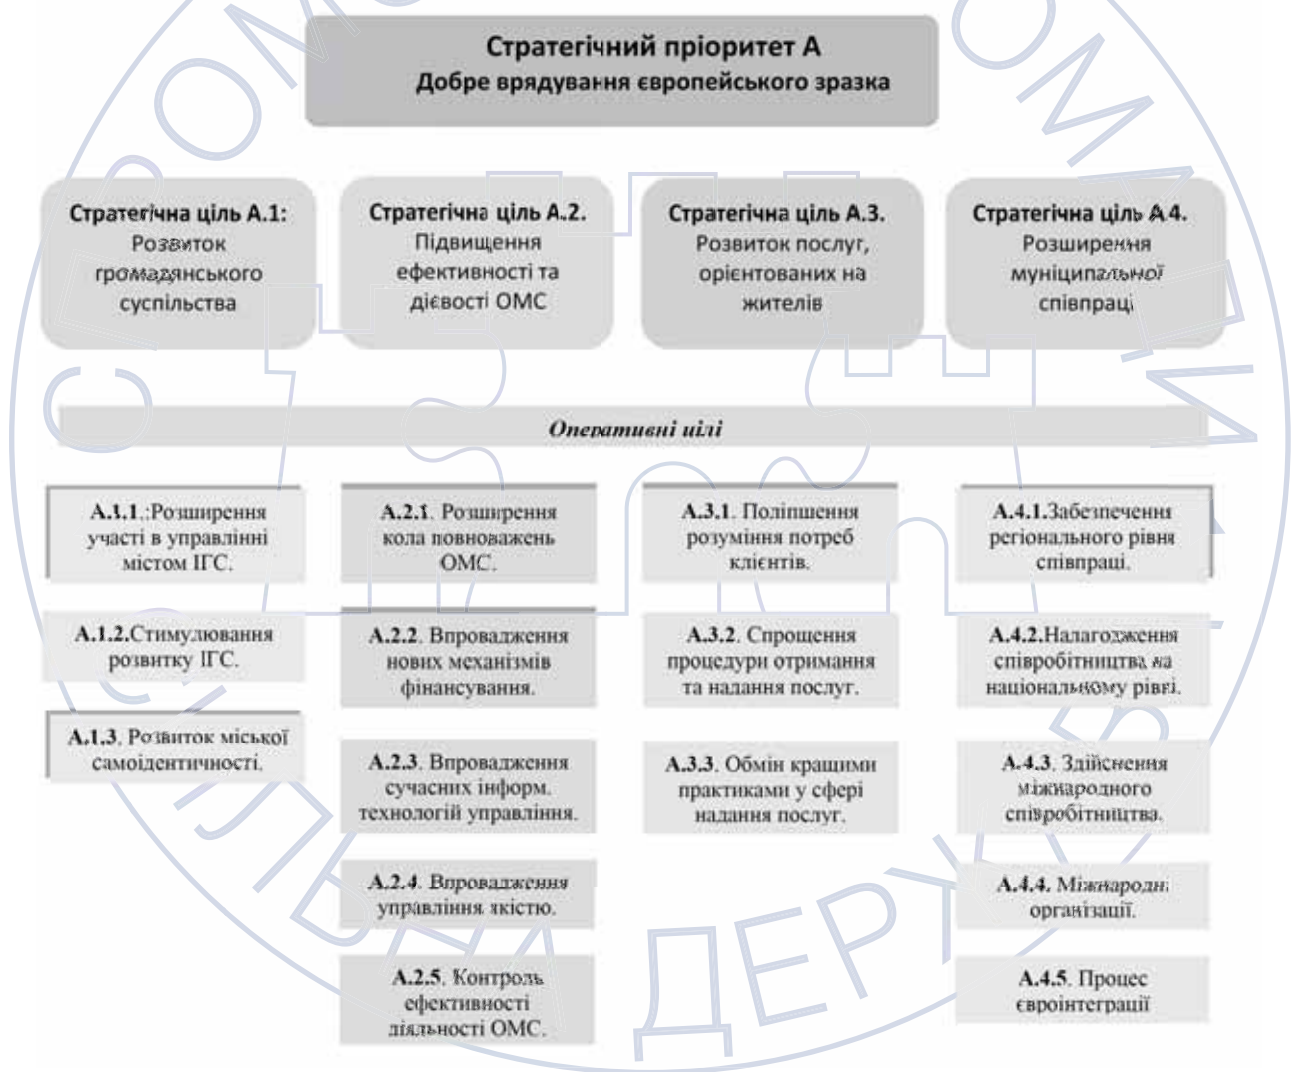 Стратегічний пріоритет А
Добре врядування європейського зразка
Стратегічна ціль А.1:
Розвиток
громадянського
суспільства
Стратегічна ціль А.2.
Підвищення
ефективності та
дієвості ОМС
Стратегічна ціль А.3.
Розвиток послуг,
орієнтованих на
жителів
Стратегічна ціль А.4.
Розширення
муніципальної
співпраці
Оперативні цілі
А.1.1.:Розширення
участі в управлінні
містом ІГС.
А.1.2.Стимулювання
розвитку ІГС.
А.1.3. Розвиток міської
самоідентичності.
А.2.1. Розширення
кола повноважень
ОМС.
А.2.2. Впровадження
нових механізмів
фінансування.
А.2.3. Впровадження
сучасних інформ.
технологій управління.
А.2.4. Впровадження
управління якістю.
А.2.5. Контроль
ефективності
діяльності ОМС.
А.3.1. Поліпшення
розуміння потреб
клієнтів.
А.3.2. Спрощення
процедури отримання
та надання послуг.
А.3.3. Обмін кращими
практиками у сфері
надання послуг.
А.4.1.Забезпечення
регіонального рівня
співпраці.
А.4.2.Налагодження
співробітництва на
національному рівні.
А.4.3. Здійснення
міжнародного
співробітництва.
А.4.4. Міжнародні
організації.
А.4.5. Процес
євроінтеграції